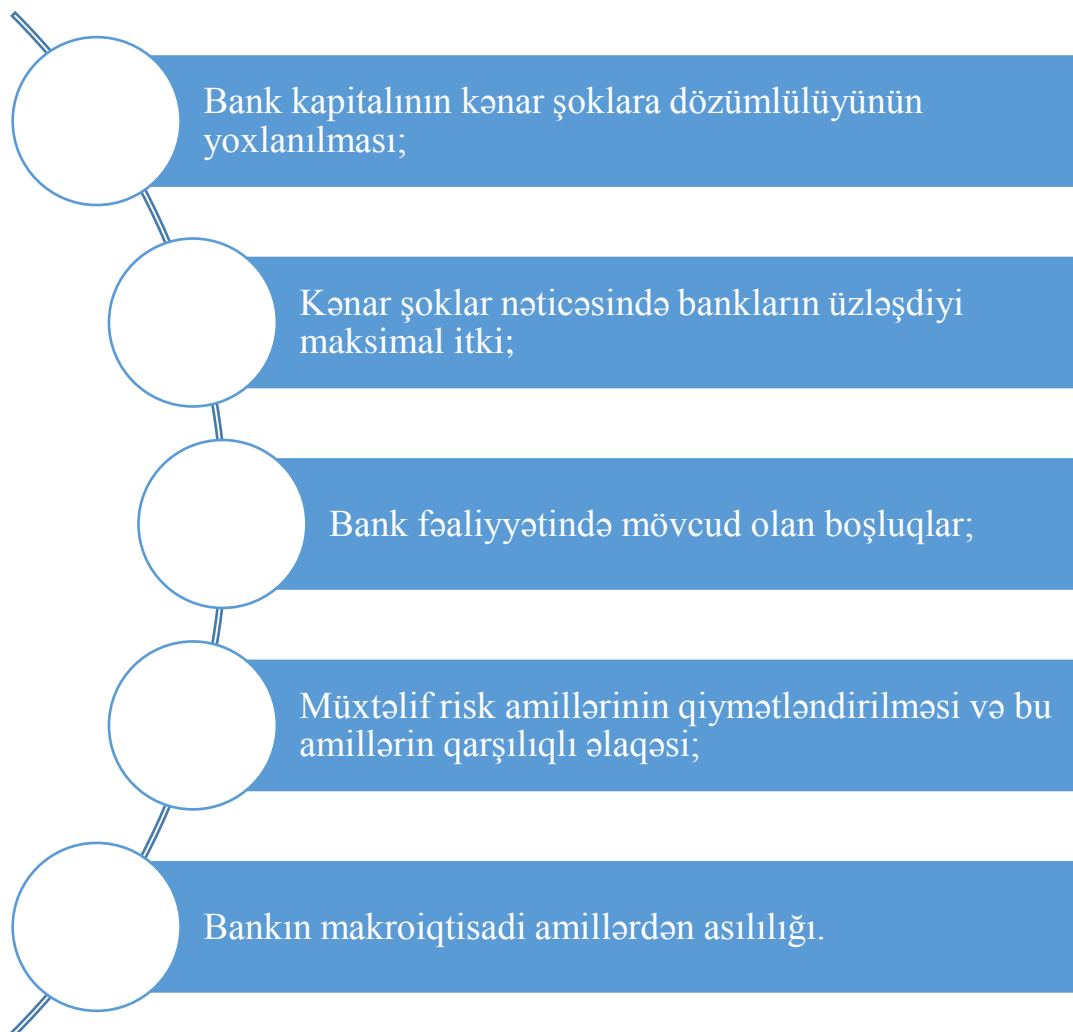 Bank kapitalının kənar şoklara dözümlülüyünün
yoxlanılması;
Kənar şoklar nəticəsində bankların üzləşdiyi
maksimal itki;
Bank fəaliyyətində mövcud olan boşluqlar;
Müxtəlif risk amillərinin qiymətləndirilməsi və bu
amillərin qarşılıqlı əlaqəsi;
Bankın makroiqtisadi amillərdən asılılığı.